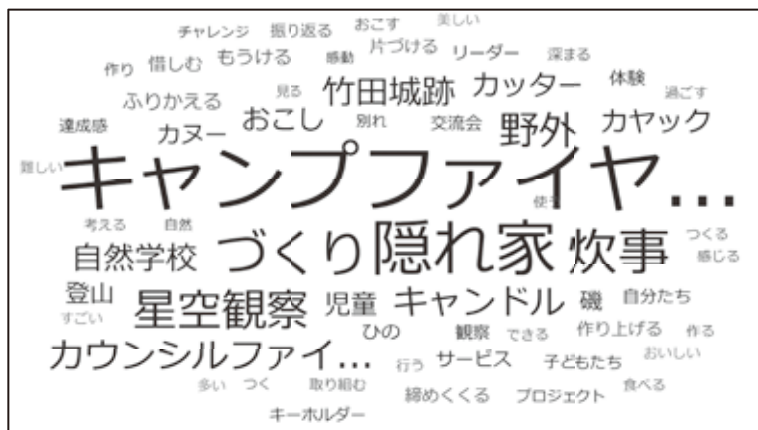 チャレンジ 振り返る おこす 美しい
作り 惜しむ もうける 感動 片づける リーダー 深まる
ふりかえる 見る 竹田城跡 カッター 体験 過ごす
達成感 カヌー おこし 別れ 交流会 野外 カヤック
難しい キャンプファイヤ...
使う
考える 自然 つくる
自然学校 づくり 隠れ家 炊事 感じる
登山 星空観察 児童 キャンドル 磯 自分たち
すごい ひの 観察 できる 作り上げる 作る
カウンシルファイ... 行う サービス 子どもたち おいしい
多い つく 取り組む 締めくくる プロジェクト 食べる
キーホルダー